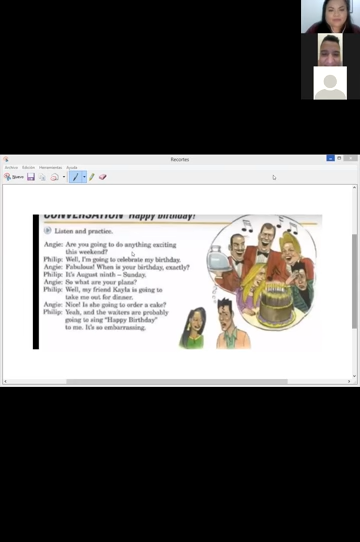 Recortes
Archivo Edición Herramientas Ayuda
Nuevo
CONVERSATION Happy birthday!
Listen and practice.
Angie: Are you going to do anything exciting
this weekend?
Philip: Well, I'm going to celebrate my birthday.
Angie: Fabulous! When is your birthday, exactly?
Philip: It's August ninth – Sunday.
Angie: So what are your plans?
Philip: Well, my friend Kayla is going to
take me out for dinner.
Angie: Nice! Is she going to order a cake?
Philip: Yeah, and the waiters are probably
going to sing "Happy Birthday"
to me. It's so embarrassing.